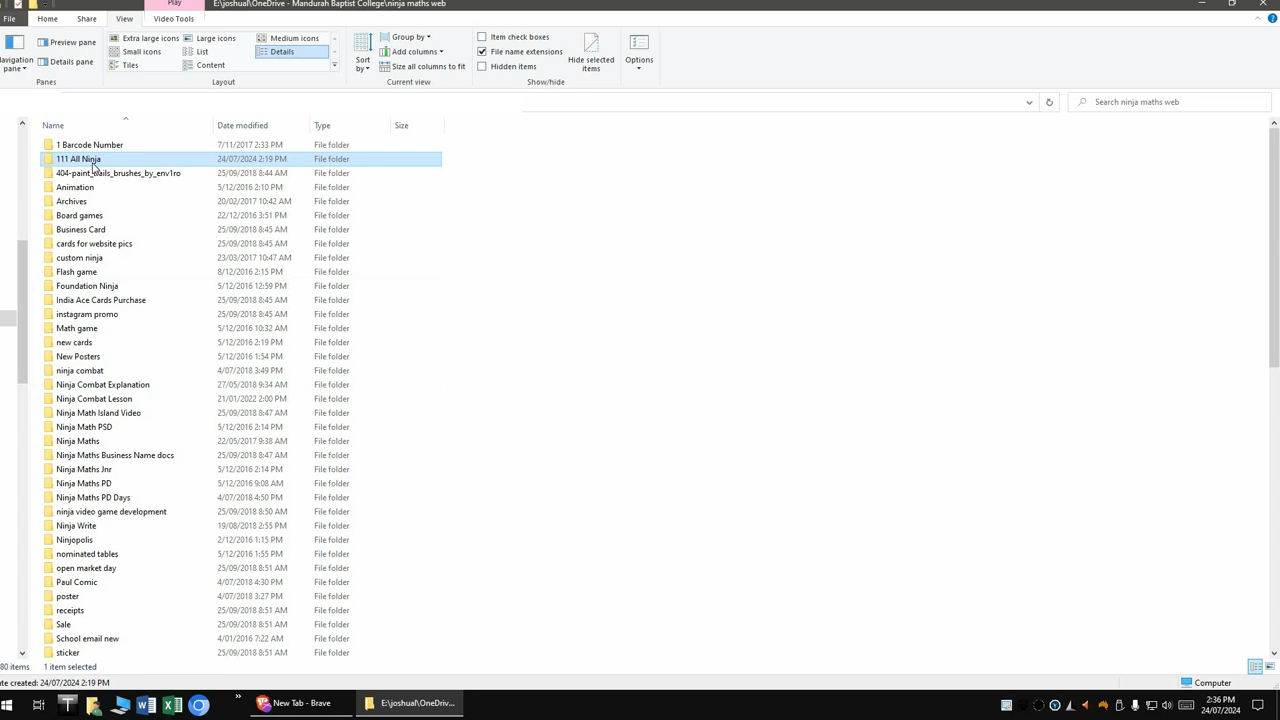 Play
E:\joshual\OneDrive - Mandurah Baptist College\ninja maths web
File Home Share View Video Tools
Preview pane
Details pane
Navigation pane
Extra large icons Large icons Medium icons
Small icons List Details
Tiles Content
Sort by
Group by
Add columns
Size all columns to fit
Item check boxes
File name extensions
Hidden items
Hide selected items
Options
Panes Layout Current view Show/hide
Search ninja maths web
Name Date modified Type Size
1 Barcode Number 7/11/2017 2:33 PM File folder
111 All Ninja 24/07/2024 2:19 PM File folder
404-paint_nails_brushes_by_env1ro 25/09/2018 8:44 AM File folder
Animation 5/12/2016 2:10 PM File folder
Archives 20/02/2017 10:42 AM File folder
Board games 22/12/2016 3:51 PM File folder
Business Card 25/09/2018 8:45 AM File folder
cards for website pics 25/09/2018 8:45 AM File folder
custom ninja 23/03/2017 10:47 AM File folder
Flash game 8/12/2016 2:15 PM File folder
Foundation Ninja 5/12/2016 12:59 PM File folder
India Ace Cards Purchase 25/09/2018 8:45 AM File folder
instagram promo 25/09/2018 8:45 AM File folder
Math game 5/12/2016 10:32 AM File folder
new cards 5/12/2016 2:19 PM File folder
New Posters 5/12/2016 1:54 PM File folder
ninja combat 4/07/2018 3:49 PM File folder
Ninja Combat Explanation 27/05/2018 9:34 AM File folder
Ninja Combat Lesson 21/01/2022 2:00 PM File folder
Ninja Math Island Video 25/09/2018 8:47 AM File folder
Ninja Math PSD 5/12/2016 2:14 PM File folder
Ninja Maths 22/05/2017 9:38 AM File folder
Ninja Maths Business Name docs 25/09/2018 8:47 AM File folder
Ninja Maths Jnr 5/12/2016 2:14 PM File folder
Ninja Maths PD 5/12/2016 9:08 AM File folder
Ninja Maths PD Days 4/07/2018 4:50 PM File folder
ninja video game development 25/09/2018 8:50 AM File folder
Ninja Write 19/08/2018 2:55 PM File folder
Ninjopolis 2/12/2016 1:15 PM File folder
nominated tables 5/12/2016 1:55 PM File folder
open market day 25/09/2018 8:51 AM File folder
Paul Comic 4/07/2018 4:30 PM File folder
poster 4/07/2018 3:27 PM File folder
receipts 25/09/2018 8:51 AM File folder
Sale 25/09/2018 8:51 AM File folder
School email new 4/01/2016 7:22 AM File folder
sticker 25/09/2018 8:51 AM File folder
80 items 1 item selected
te created: 24/07/2024 2:19 PM Computer
New Tab - Brave
E:\joshual\OneDriv...
2:36 PM
24/07/2024